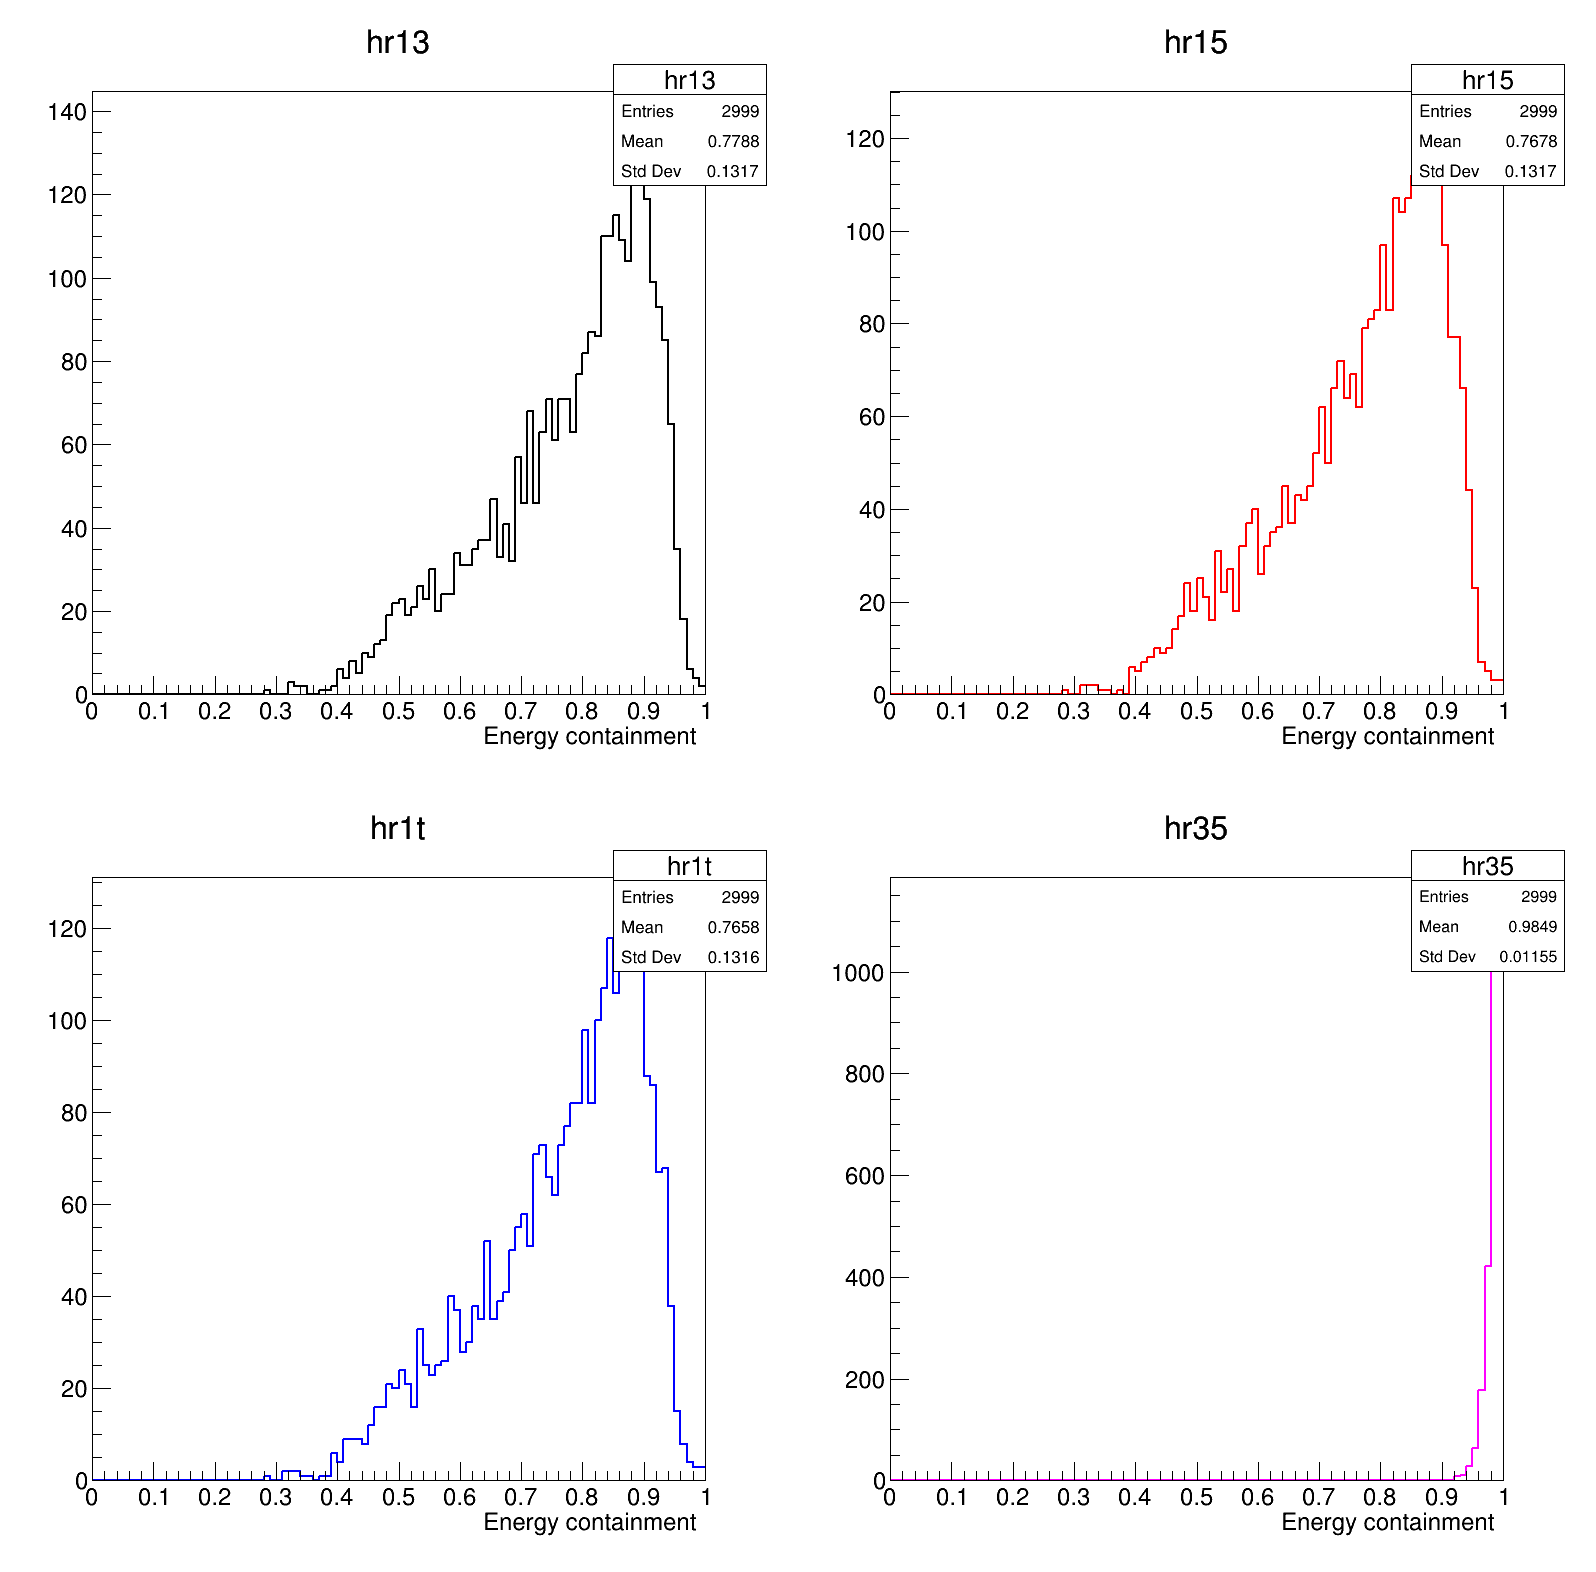 hr13
hr13
Entries 2999
Mean 0.7788
Std Dev 0.1317
140
120
100
80
60
40
20
0
0 0.1 0.2 0.3 0.4 0.5 0.6 0.7 0.8 0.9 1
Energy containment
hr15
hr15
Entries 2999
Mean 0.7678
Std Dev 0.1317
120
100
80
60
40
20
0
0 0.1 0.2 0.3 0.4 0.5 0.6 0.7 0.8 0.9 1
Energy containment
hr1t
hr1t
Entries 2999
Mean 0.7658
Std Dev 0.1316
120
100
80
60
40
20
0
0 0.1 0.2 0.3 0.4 0.5 0.6 0.7 0.8 0.9 1
Energy containment
hr35
hr35
Entries 2999
Mean 0.9849
Std Dev 0.01155
1000
800
600
400
200
0
0 0.1 0.2 0.3 0.4 0.5 0.6 0.7 0.8 0.9 1
Energy containment